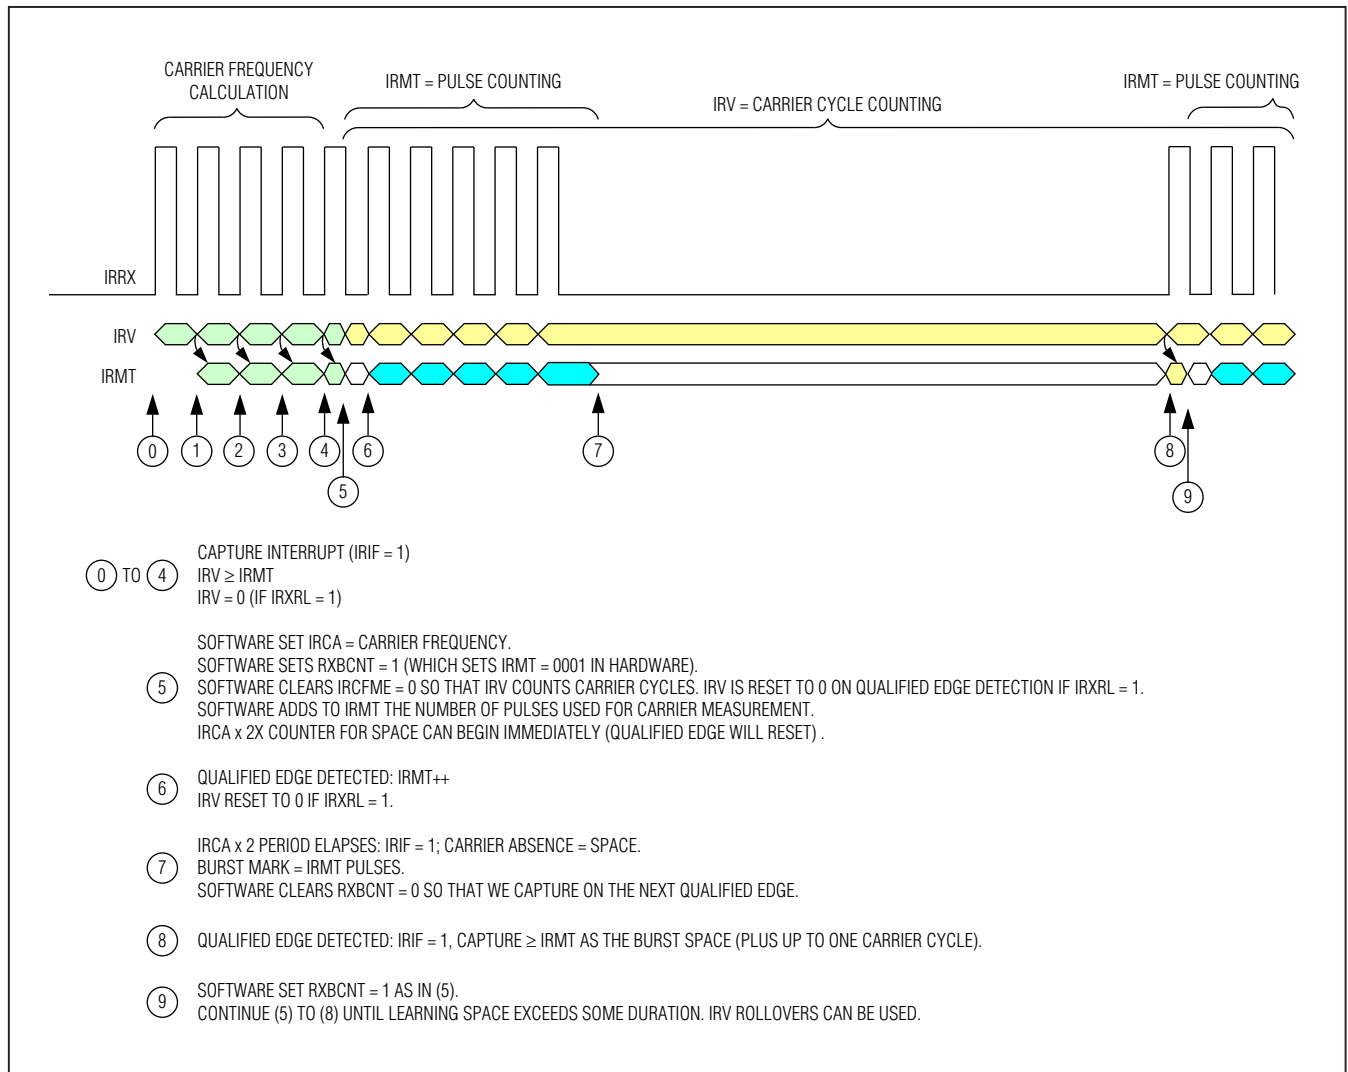 CARRIER FREQUENCY
CALCULATION
IRMT = PULSE COUNTING
IRV = CARRIER CYCLE COUNTING
IRMT = PULSE COUNTING
IRRX
IRV
IRMT
0
1
2
3
4
6
7
8
5
9
0 TO 4
CAPTURE INTERRUPT (IRIF = 1)
IRV ≥ IRMT
IRV = 0 (IF IRXRL = 1)
5
SOFTWARE SET IRCA = CARRIER FREQUENCY.
SOFTWARE SETS RXBCNT = 1 (WHICH SETS IRMT = 0001 IN HARDWARE).
SOFTWARE CLEARS IRCFME = 0 SO THAT IRV COUNTS CARRIER CYCLES. IRV IS RESET TO 0 ON QUALIFIED EDGE DETECTION IF IRXRL = 1.
SOFTWARE ADDS TO IRMT THE NUMBER OF PULSES USED FOR CARRIER MEASUREMENT.
IRCA x 2X COUNTER FOR SPACE CAN BEGIN IMMEDIATELY (QUALIFIED EDGE WILL RESET) .
6
QUALIFIED EDGE DETECTED: IRMT++
IRV RESET TO 0 IF IRXRL = 1.
7
IRCA x 2 PERIOD ELAPSES: IRIF = 1; CARRIER ABSENCE = SPACE.
BURST MARK = IRMT PULSES.
SOFTWARE CLEARS RXBCNT = 0 SO THAT WE CAPTURE ON THE NEXT QUALIFIED EDGE.
8
QUALIFIED EDGE DETECTED: IRIF = 1, CAPTURE ≥ IRMT AS THE BURST SPACE (PLUS UP TO ONE CARRIER CYCLE).
9
SOFTWARE SET RXBCNT = 1 AS IN (5).
CONTINUE (5) TO (8) UNTIL LEARNING SPACE EXCEEDS SOME DURATION. IRV ROLLOVERS CAN BE USED.